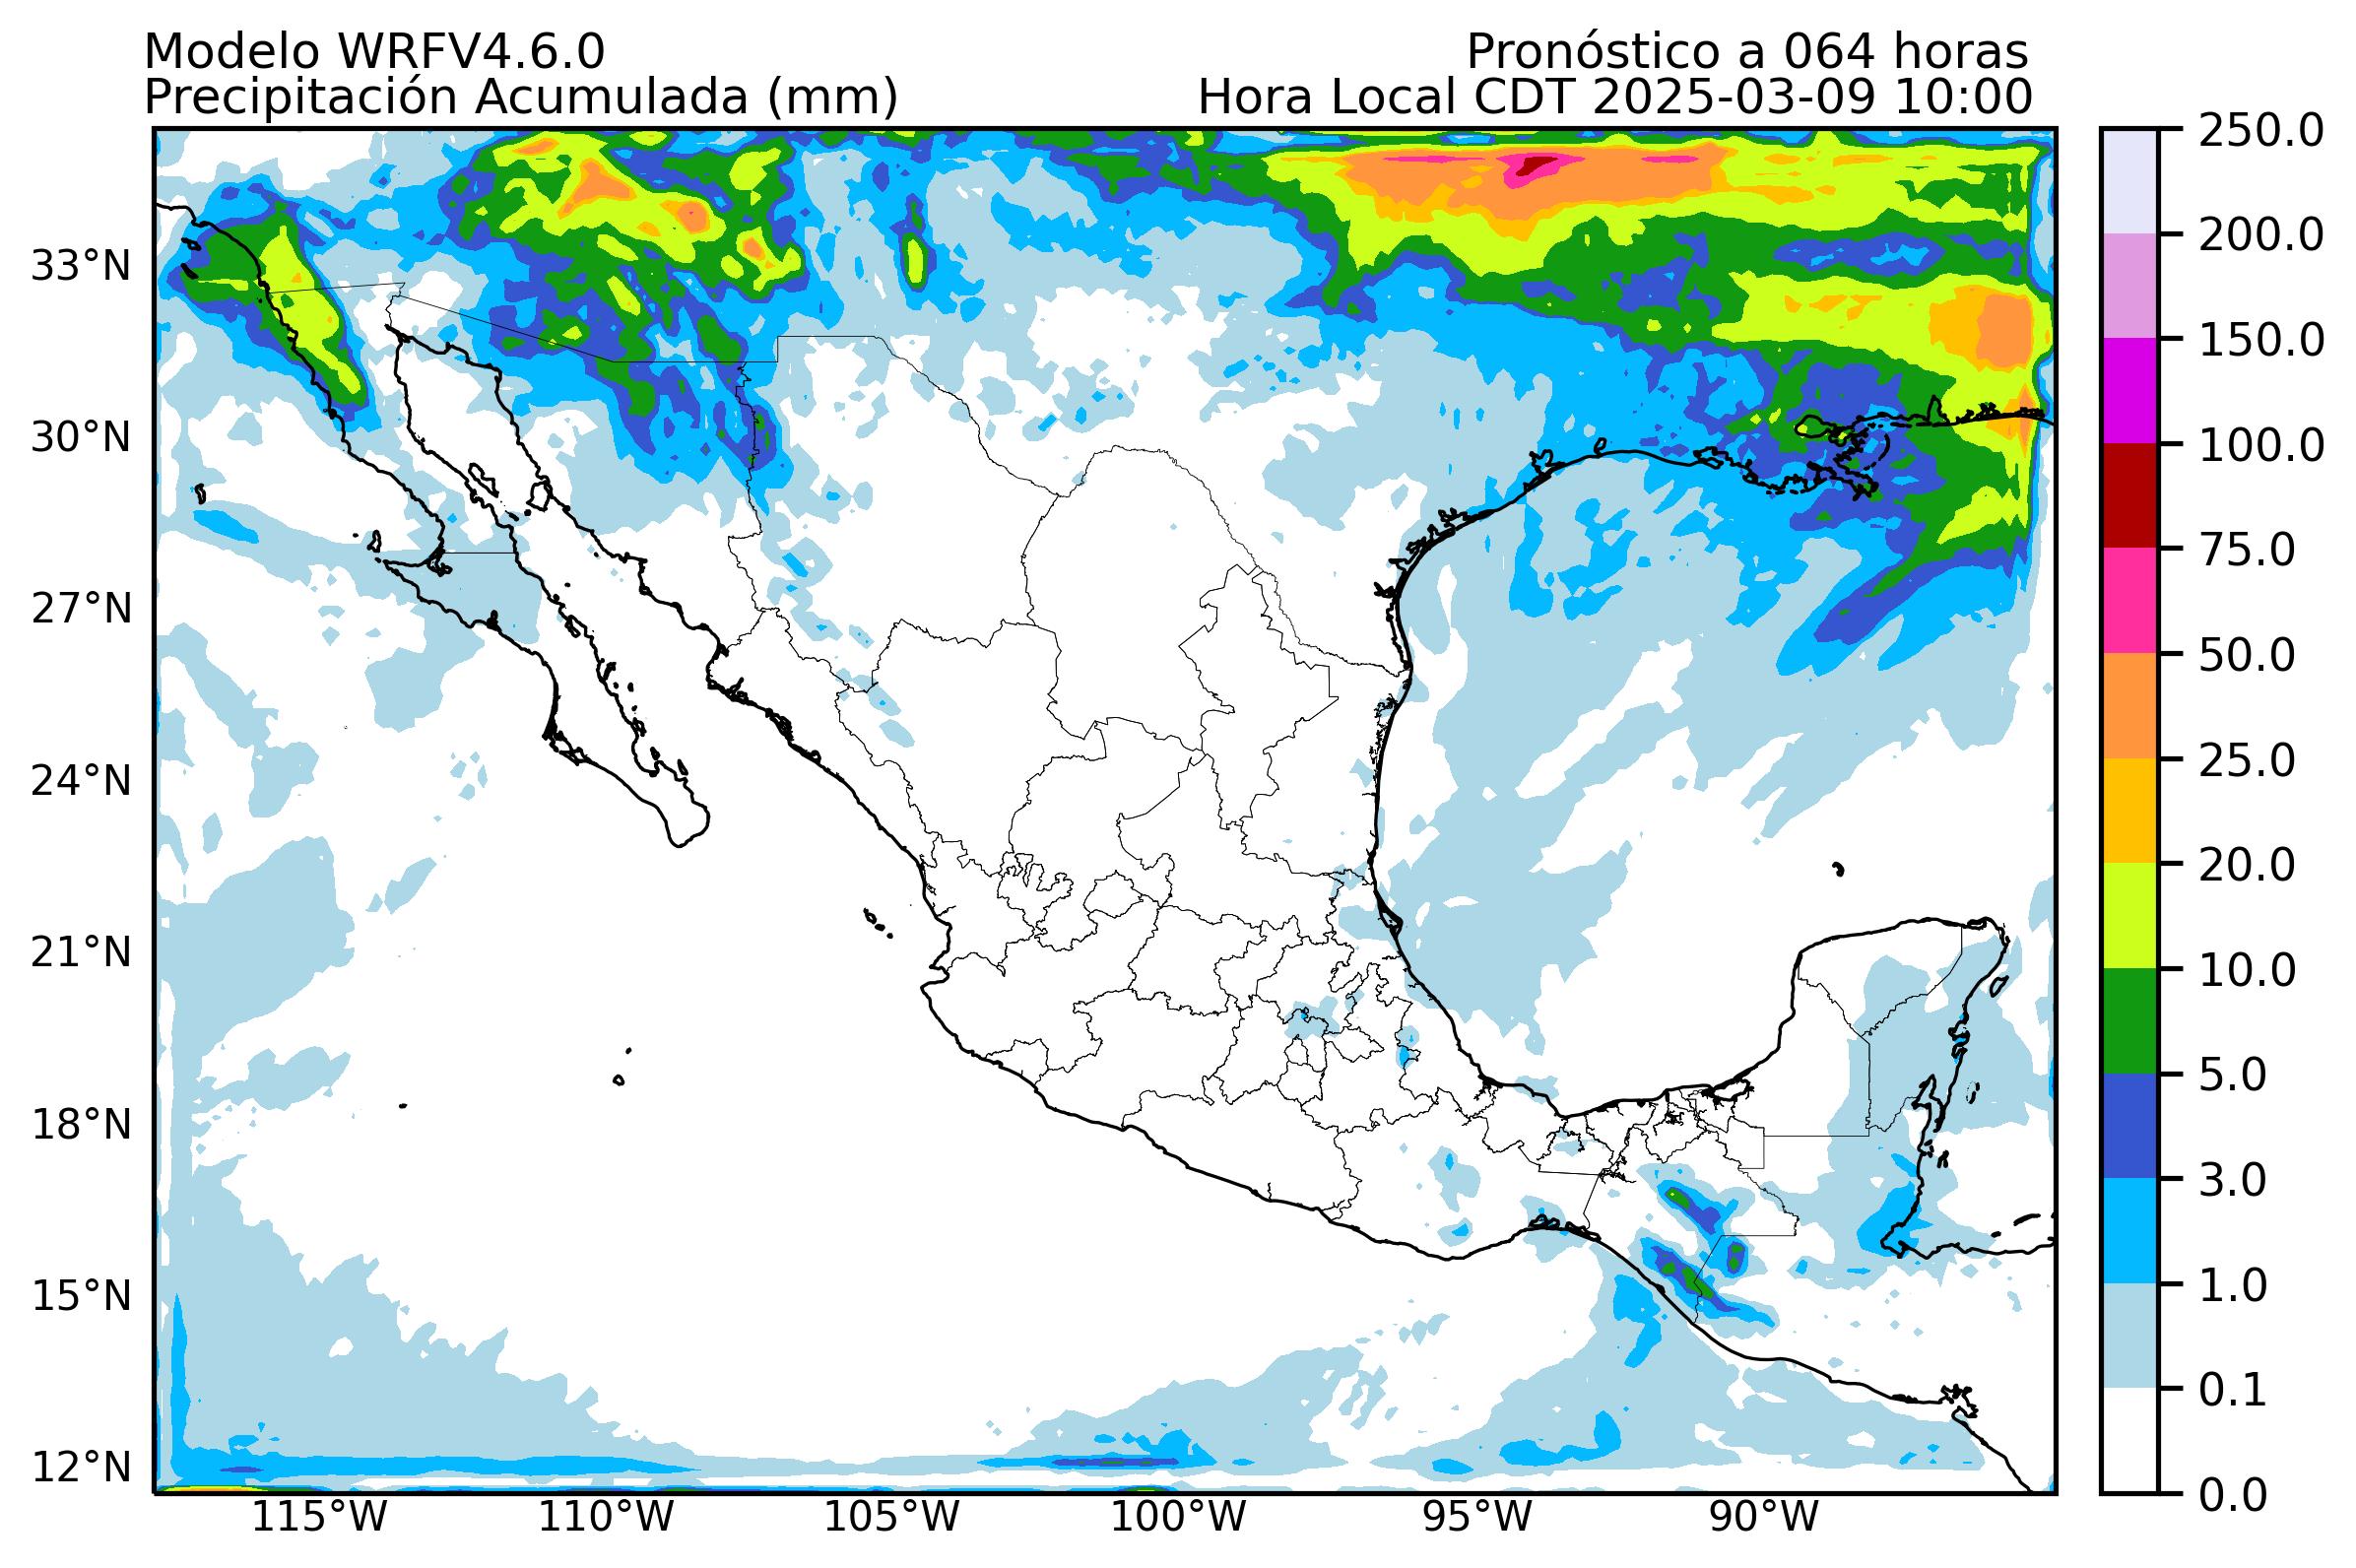 Modelo WRFV4.6.0
Pronóstico a 064 horas
Precipitación Acumulada (mm)
Hora Local CDT 2025-03-09 10:00
33°N
30°N
27°N
24°N
21°N
18°N
15°N
12°N
115°W
110°W
105°W
100°W
95°W
90°W
250.0
200.0
150.0
100.0
75.0
50.0
25.0
20.0
10.0
5.0
3.0
1.0
0.1
0.0